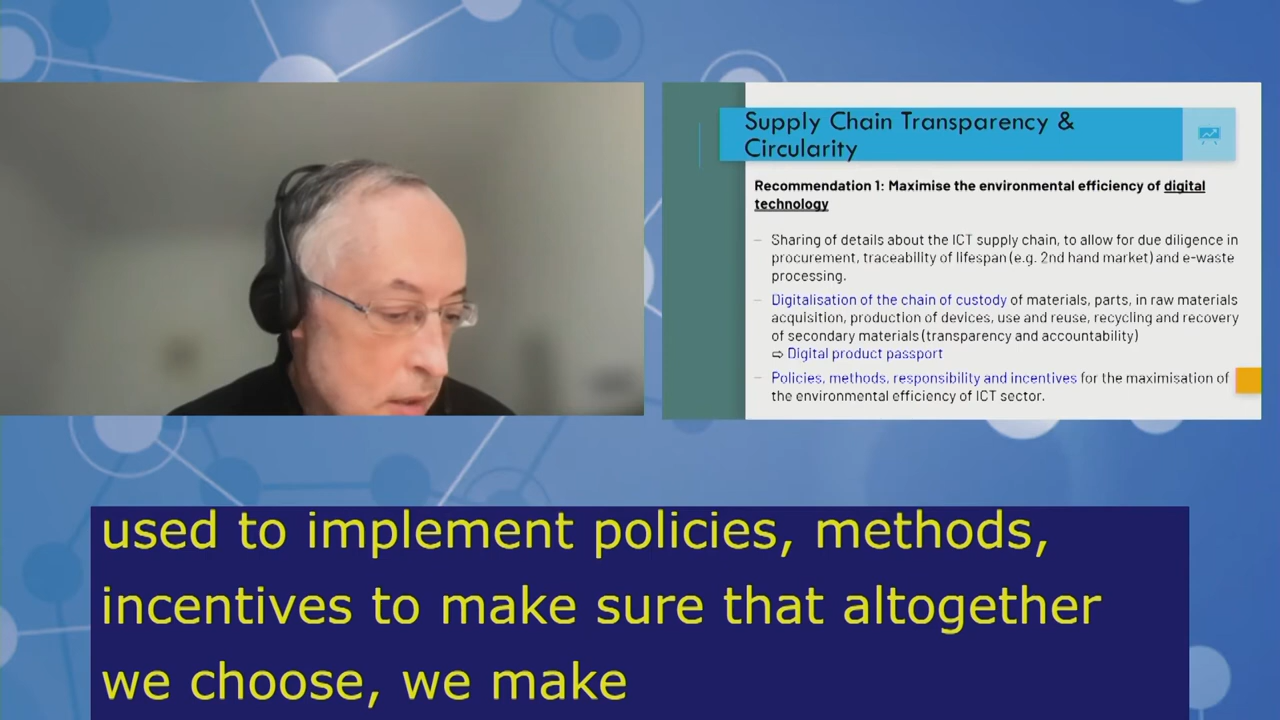 Supply Chain Transparency &
Circularity
Recommendation 1: Maximise the environmental efficiency of digital
technology
– Sharing of details about the ICT supply chain, to allow for due diligence in
procurement, traceability of lifespan (e.g. 2nd hand market) and e-waste
processing.
– Digitalisation of the chain of custody of materials, parts, in raw materials
acquisition, production of devices, use and reuse, recycling and recovery
of secondary materials (transparency and accountability)
⇨ Digital product passport
– Policies, methods, responsibility and incentives for the maximisation of
the environmental efficiency of ICT sector.
used to implement policies, methods,
incentives to make sure that altogether
we choose, we make